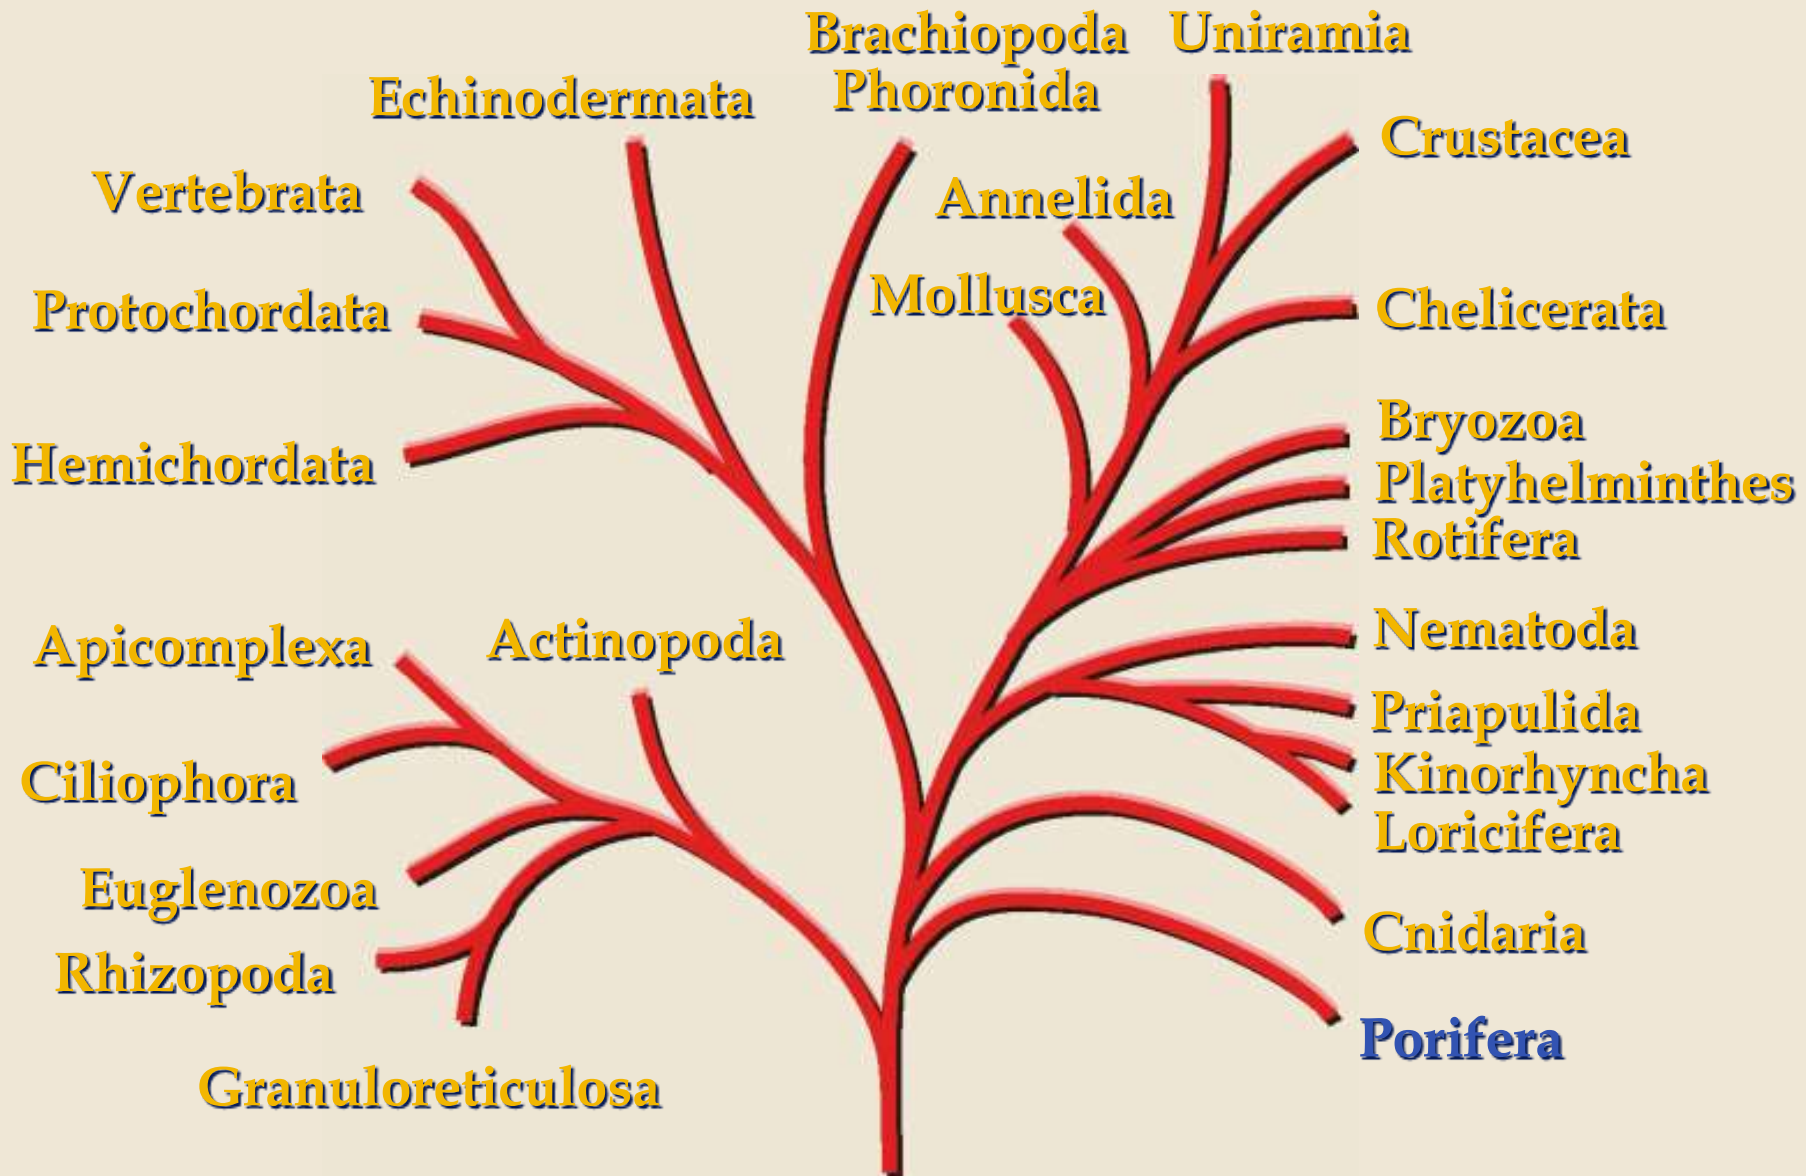 Brachiopoda
Phoronida
Uniramia
Echinodermata
Crustacea
Vertebrata
Annelida
Protochordata
Mollusca
Chelicerata
Hemichordata
Bryozoa
Platyhelminthes
Rotifera
Apicomplexa
Actinopoda
Nematoda
Priapulida
Ciliophora
Kinorhyncha
Loricifera
Euglenozoa
Cnidaria
Rhizopoda
Porifera
Granuloreticulosa